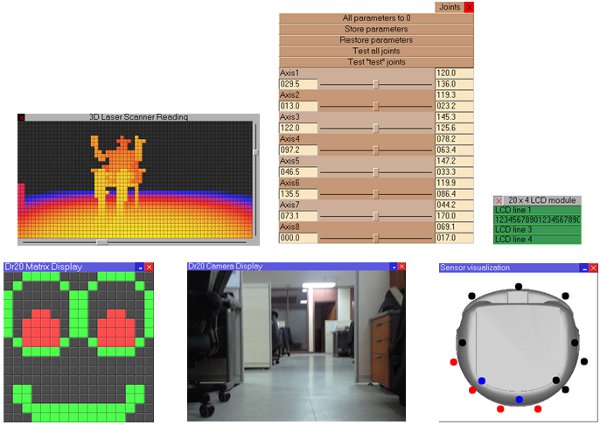 Joints
All parameters to 0
Store parameters
Restore parameters
Test all joints
Test "test" joints
Axis1
120.0
029.5
136.0
Axis2
119.3
013.0
023.2
Axis3
145.3
122.0
125.6
Axis4
078.2
097.2
063.4
Axis5
147.2
046.5
033.3
Axis6
119.9
135.5
086.4
Axis7
044.2
073.1
170.0
Axis8
069.1
000.0
017.0
3D Laser Scanner Reading
20 x 4 LCD module
LCD line 1
12345678901234567890
LCD line 3
LCD line 4
Dr20 Matrix Display
Dr20 Camera Display
Sensor visualization